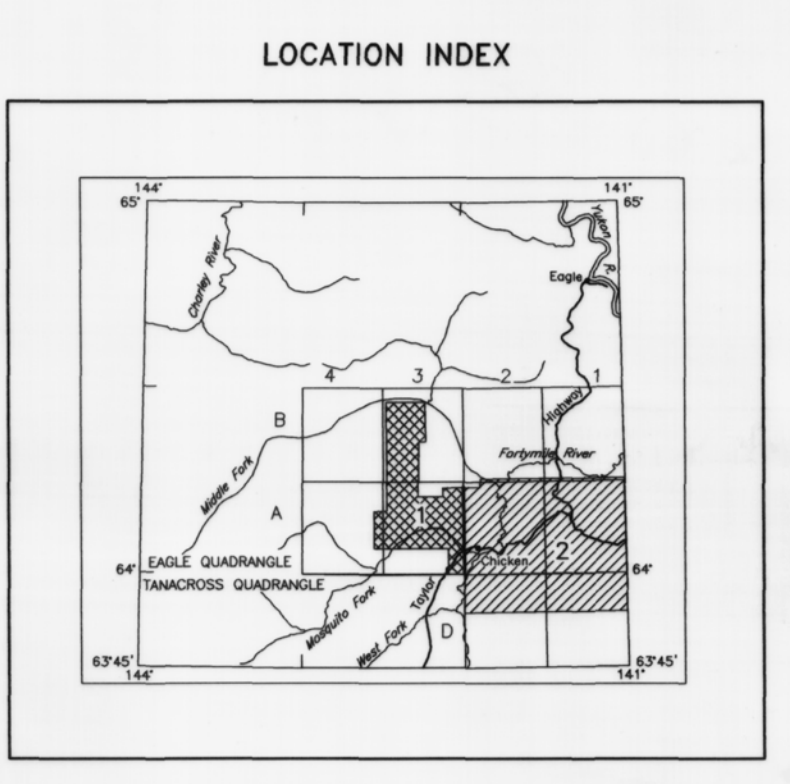 LOCATION INDEX
144°
141°
65°
65°
Yukon R.
Charley River
Eagle
4
3
2
1
Highway
B
Fortymile River
Middle Fork
A
1
2
Chicken
EAGLE QUADRANGLE
64°
64°
TANACROSS QUADRANGLE
Mosquito Fork
Taylor
West Fork
D
63°45'
63°45'
144°
141°